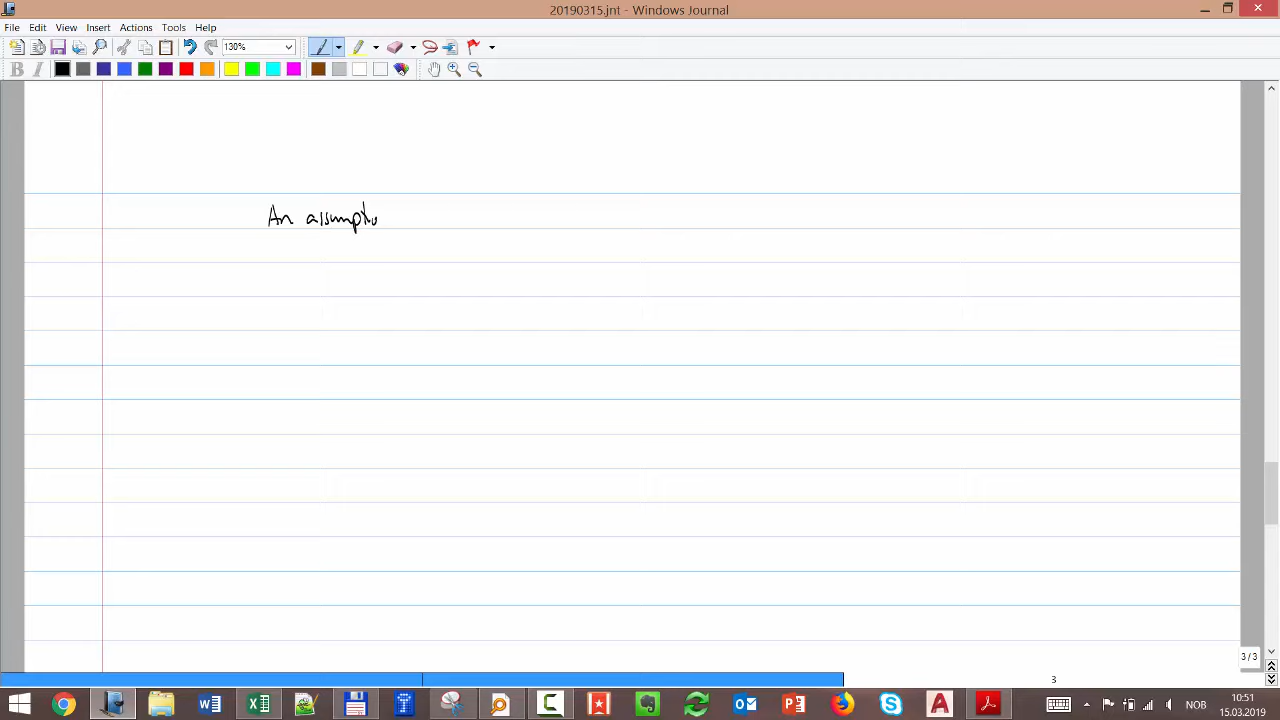 20190315.jnt - Windows Journal
File Edit View Insert Actions Tools Help
130%
B I
An assumptio
3 / 3
3
NOR
10:51
15.03.2019